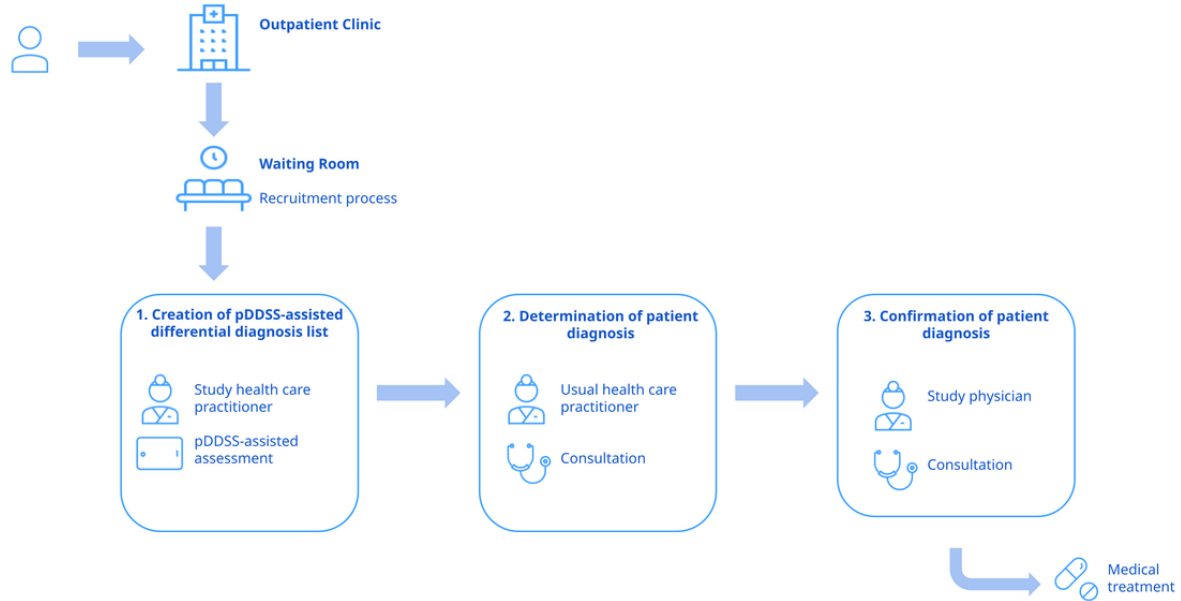 Outpatient Clinic
Waiting Room
Recruitment process
1. Creation of pDDSS-assisted
differential diagnosis list
Study health care
practitioner
pDDSS-assisted
assessment
2. Determination of patient
diagnosis
Usual health care
practitioner
Consultation
3. Confirmation of patient
diagnosis
Study physician
Consultation
Medical
treatment